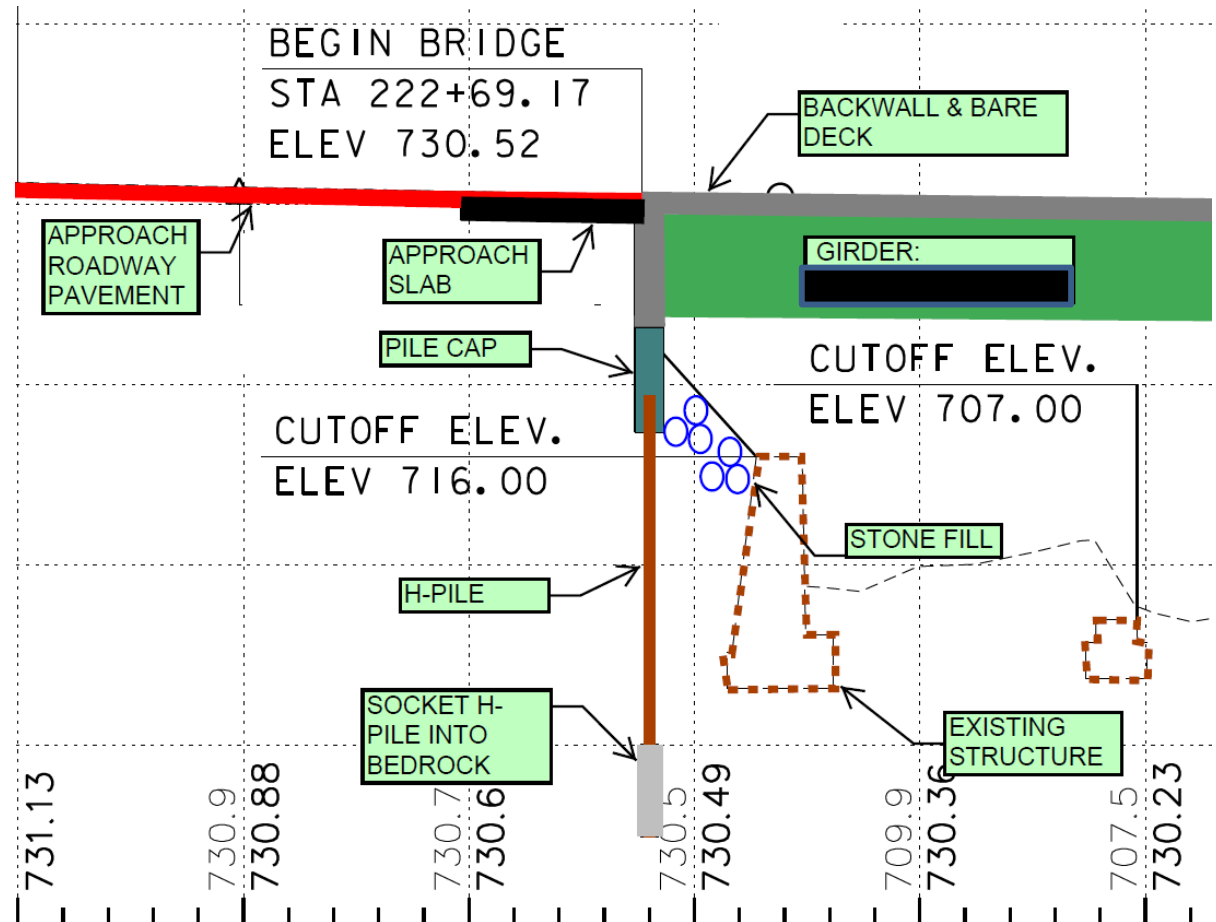 BEGIN BRIDGE
STA 222+69.17
ELEV 730.52
BACKWALL & BARE
DECK
APPROACH
ROADWAY
PAVEMENT
APPROACH
SLAB
GIRDER:
PILE CAP
CUTOFF ELEV.
ELEV 707.00
CUTOFF ELEV.
ELEV 716.00
STONE FILL
H-PILE
SOCKET H-
PILE INTO
BEDROCK
EXISTING
STRUCTURE
731.13
730.9
730.88
730.7
730.6
730.5
730.49
709.9
730.36
707.5
730.23